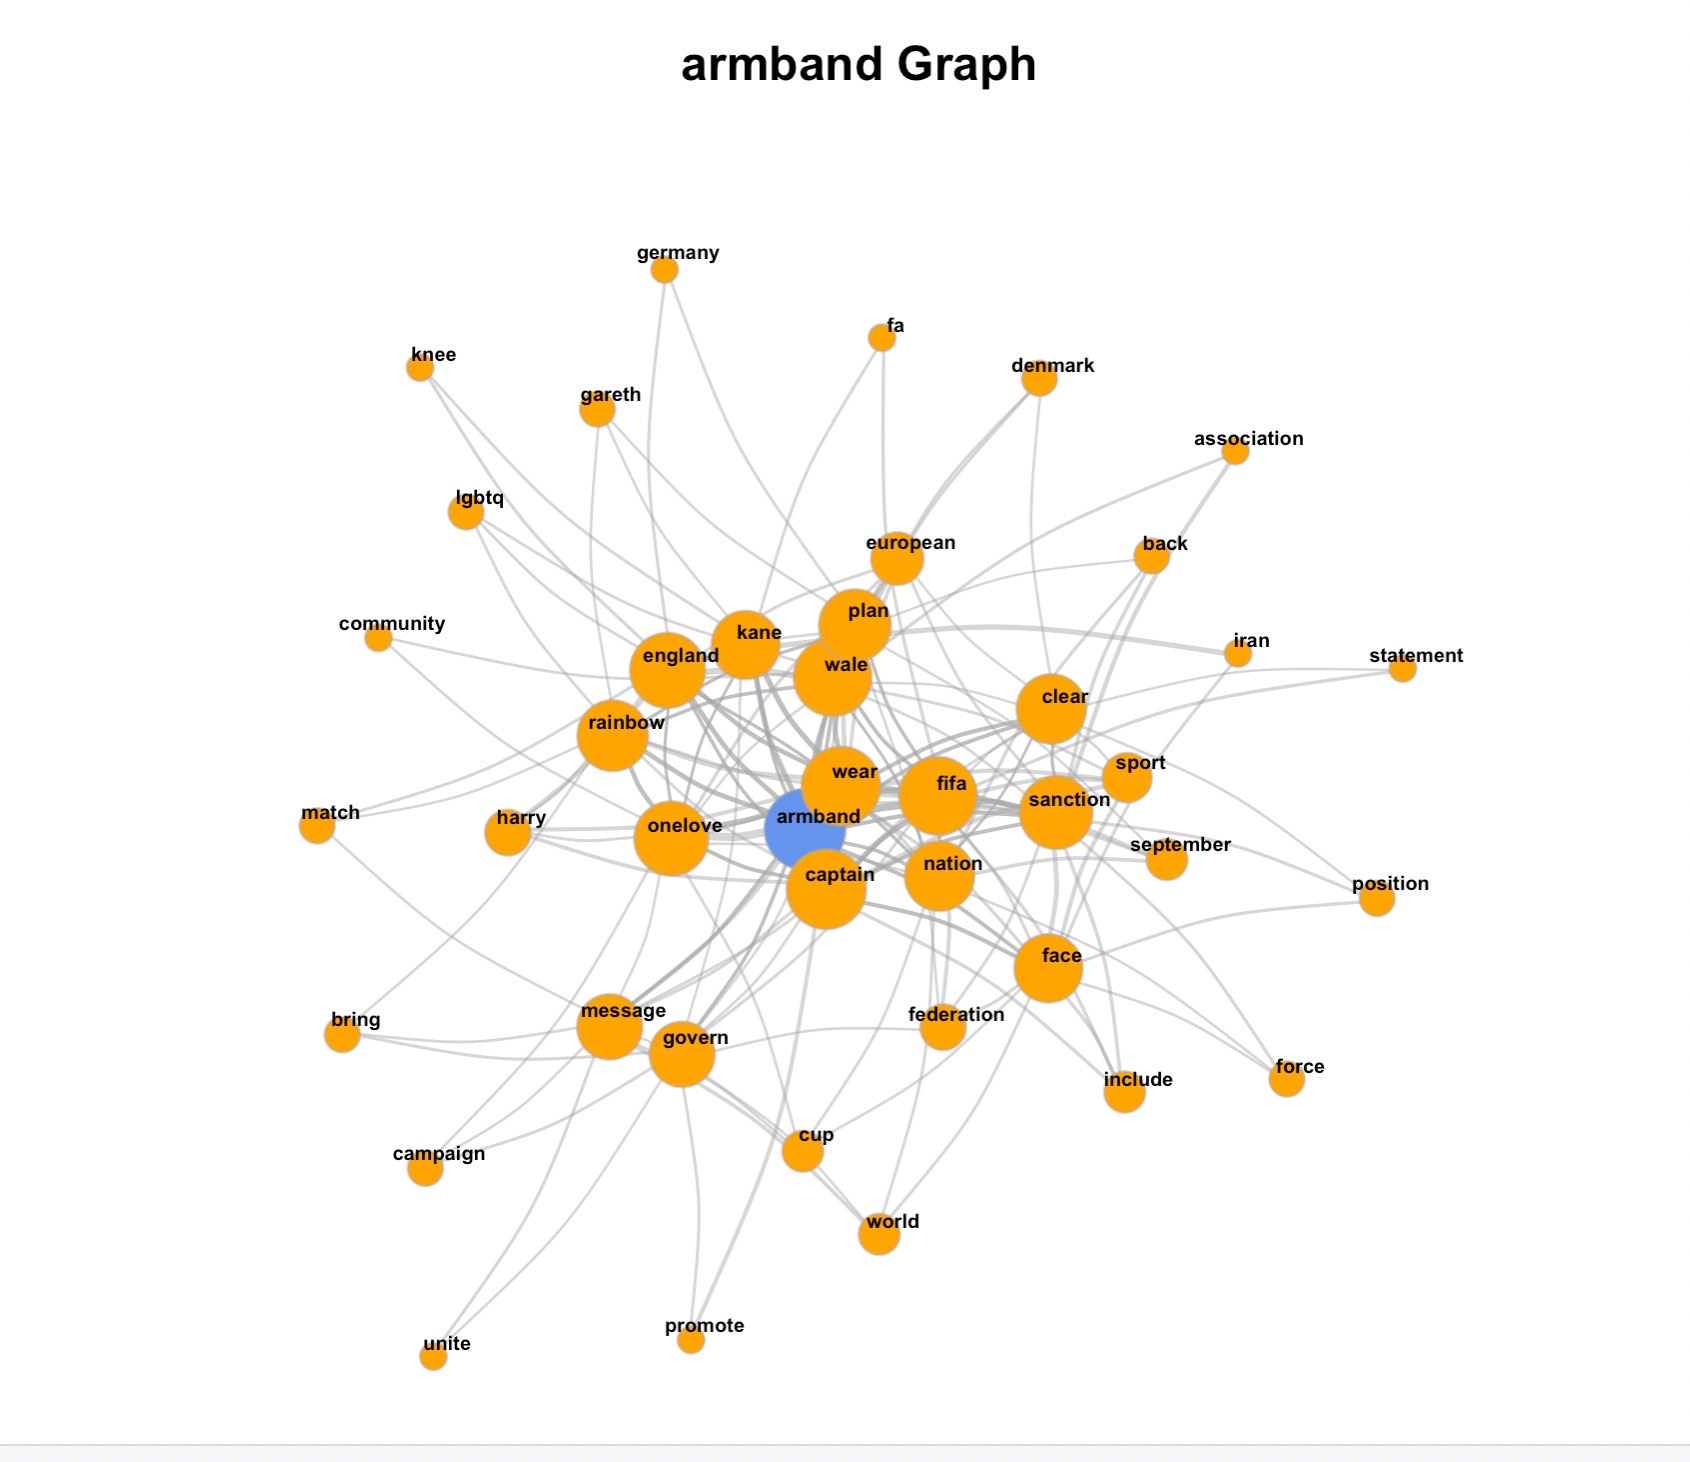 armband Graph
germany
fa
knee
denmark
gareth
association
lgbtq
european
back
plan
community
kane
iran
england
wale
statement
clear
rainbow
sport
wear
fifa
sanction
match
harry
armband
onelove
september
nation
captain
position
face
message
federation
bring
govern
force
include
cup
campaign
world
promote
unite